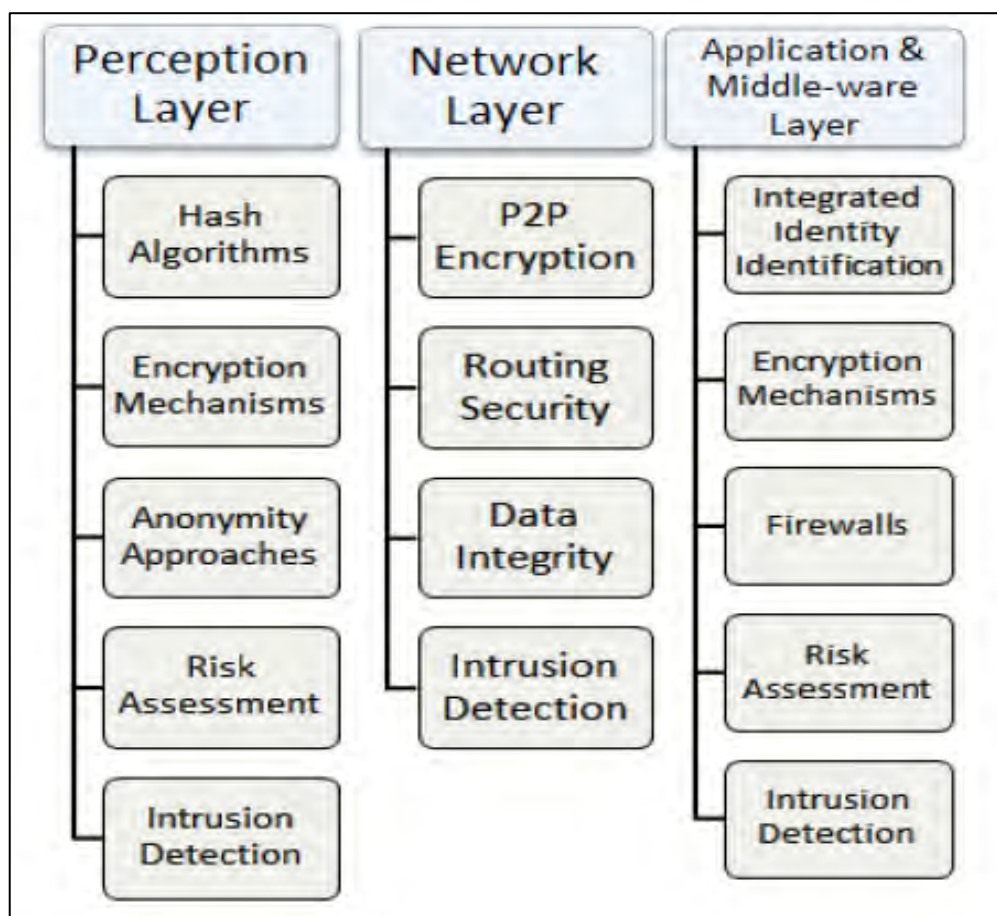 Perception
Layer
Hash
Algorithms
Encryption
Mechanisms
Anonymity
Approaches
Risk
Assessment
Intrusion
Detection
Network
Layer
P2P
Encryption
Routing
Security
Data
Integrity
Intrusion
Detection
Application &
Middle-ware
Layer
Integrated
Identity
Identification
Encryption
Mechanisms
Firewalls
Risk
Assessment
Intrusion
Detection